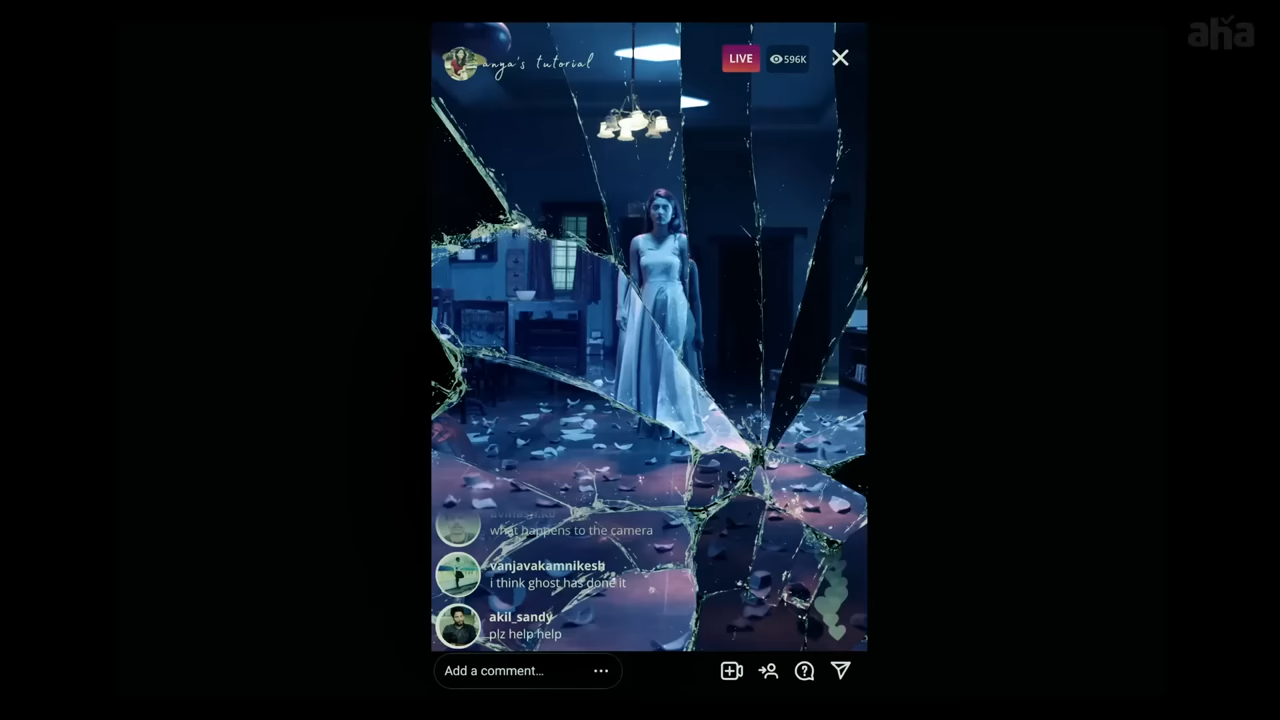 aha
anya's tutorial
LIVE
596K
what happens to the camera
vanjavakamnikesh
i think ghost has done it
akil_sandy
plz help help
Add a comment...